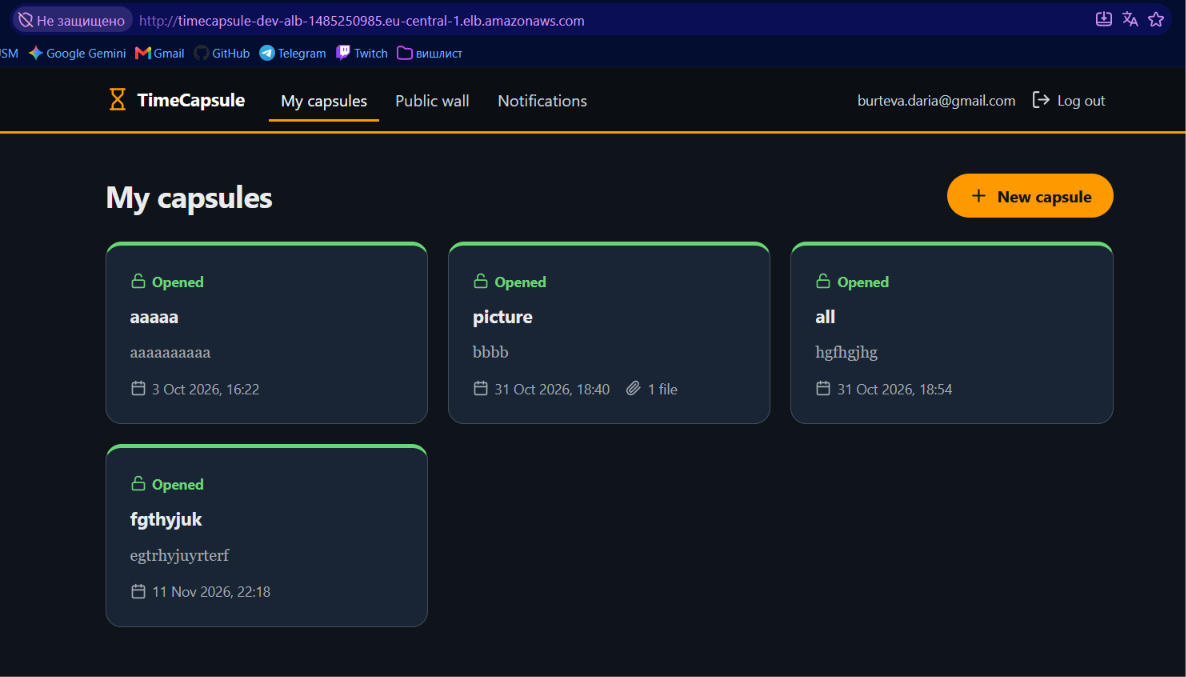 Не защищено http://timecapsule-dev-alb-1485250985.eu-central-1.elb.amazonaws.com
JSM Google Gemini Gmail GitHub Telegram Twitch вишлист
TimeCapsule My capsules Public wall Notifications burteva.daria@gmail.com Log out
My capsules + New capsule
Opened Opened Opened
aaaaa picture all
aaaaaaaaaa bbbb hgfhgjhg
3 Oct 2026, 16:22 31 Oct 2026, 18:40 1 file 31 Oct 2026, 18:54
Opened
fgthyjuk
egtrhyjuyrterf
11 Nov 2026, 22:18